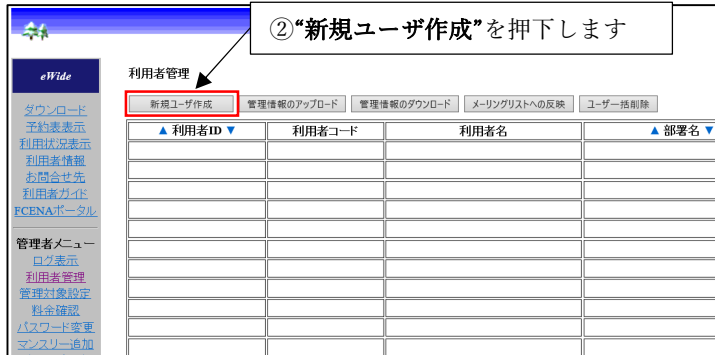 ②“新規ユーザ作成”を押下します
eWide
利用者管理
新規ユーザ作成 管理情報のアップロード 管理情報のダウンロード メーリングリストへの反映 ユーザー括削除
▲ 利用者ID ▼ 利用者コード 利用者名 ▲ 部署名 ▼
ダウンロード
予約表表示
利用状況表示
利用者情報
お問合せ先
利用者ガイド
FCENAポータル
管理者メニュー
ログ表示
利用者管理
管理対象設定
料金確認
パスワード変更
マンスリー追加